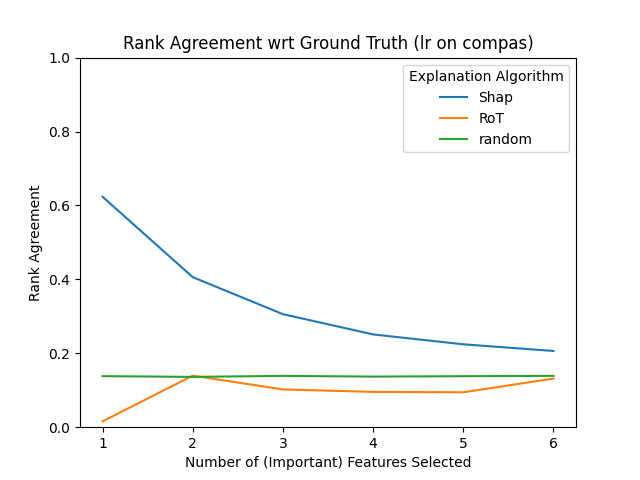 Rank Agreement wrt Ground Truth (lr on compas)
1.0
0.8
0.6
0.4
0.2
0.0
Rank Agreement
Explanation Algorithm
Shap
RoT
random
1 2 3 4 5 6
Number of (Important) Features Selected